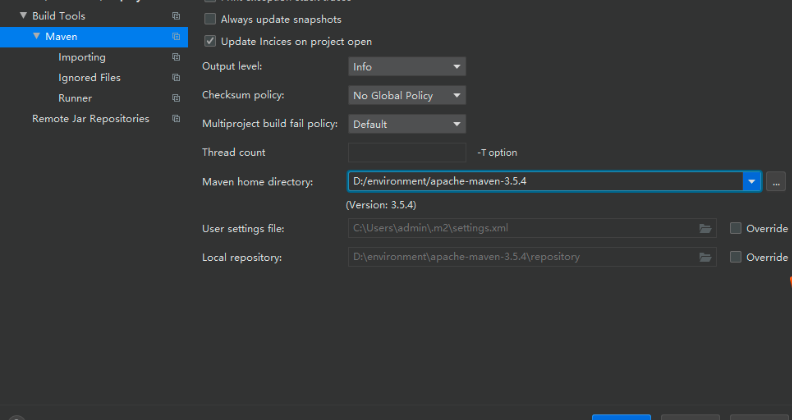 Build Tools
Always update snapshots
Maven
Update Incices on project open
Importing
Output level: Info
Ignored Files
Runner
Checksum policy: No Global Policy
Remote Jar Repositories
Multiproject build fail policy: Default
Thread count -T option
Maven home directory: D:/environment/apache-maven-3.5.4 ...
(Version: 3.5.4)
User settings file: C:\Users\admin\.m2\settings.xml Override
Local repository: D:\environment\apache-maven-3.5.4\repository Override